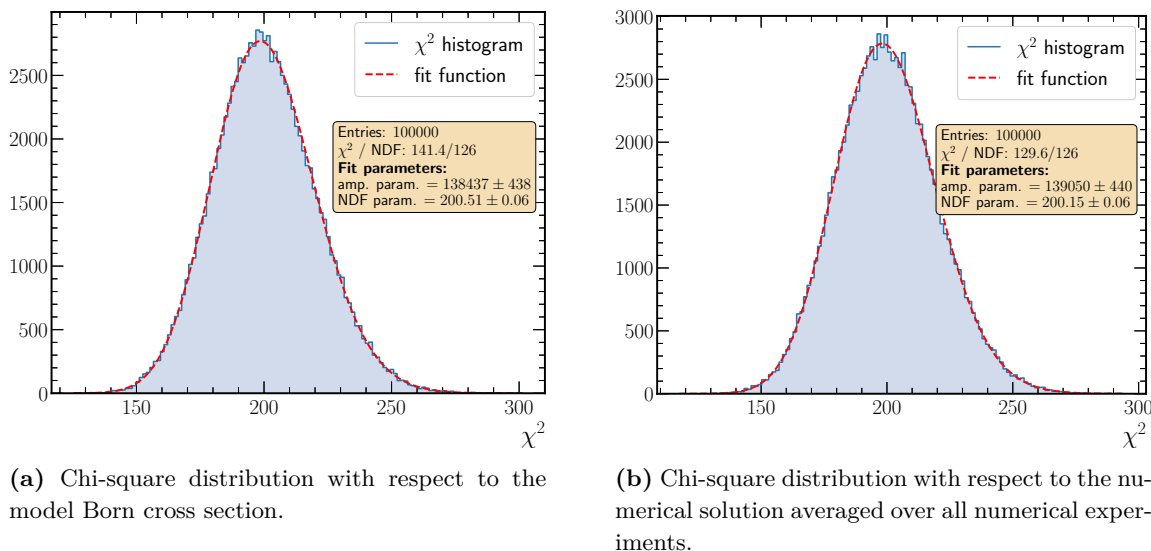 χ² histogram
fit function
Entries: 100000
χ² / NDF: 141.4/126
Fit parameters:
amp. param. = 138437 ± 438
NDF param. = 200.51 ± 0.06
2500
2000
1500
1000
500
0
150
200
250
300
χ²
(a) Chi-square distribution with respect to the
model Born cross section.
3000
χ² histogram
fit function
Entries: 100000
χ² / NDF: 129.6/126
Fit parameters:
amp. param. = 139050 ± 440
NDF param. = 200.15 ± 0.06
2500
2000
1500
1000
500
0
150
200
250
300
χ²
(b) Chi-square distribution with respect to the nu-
merical solution averaged over all numerical exper-
iments.